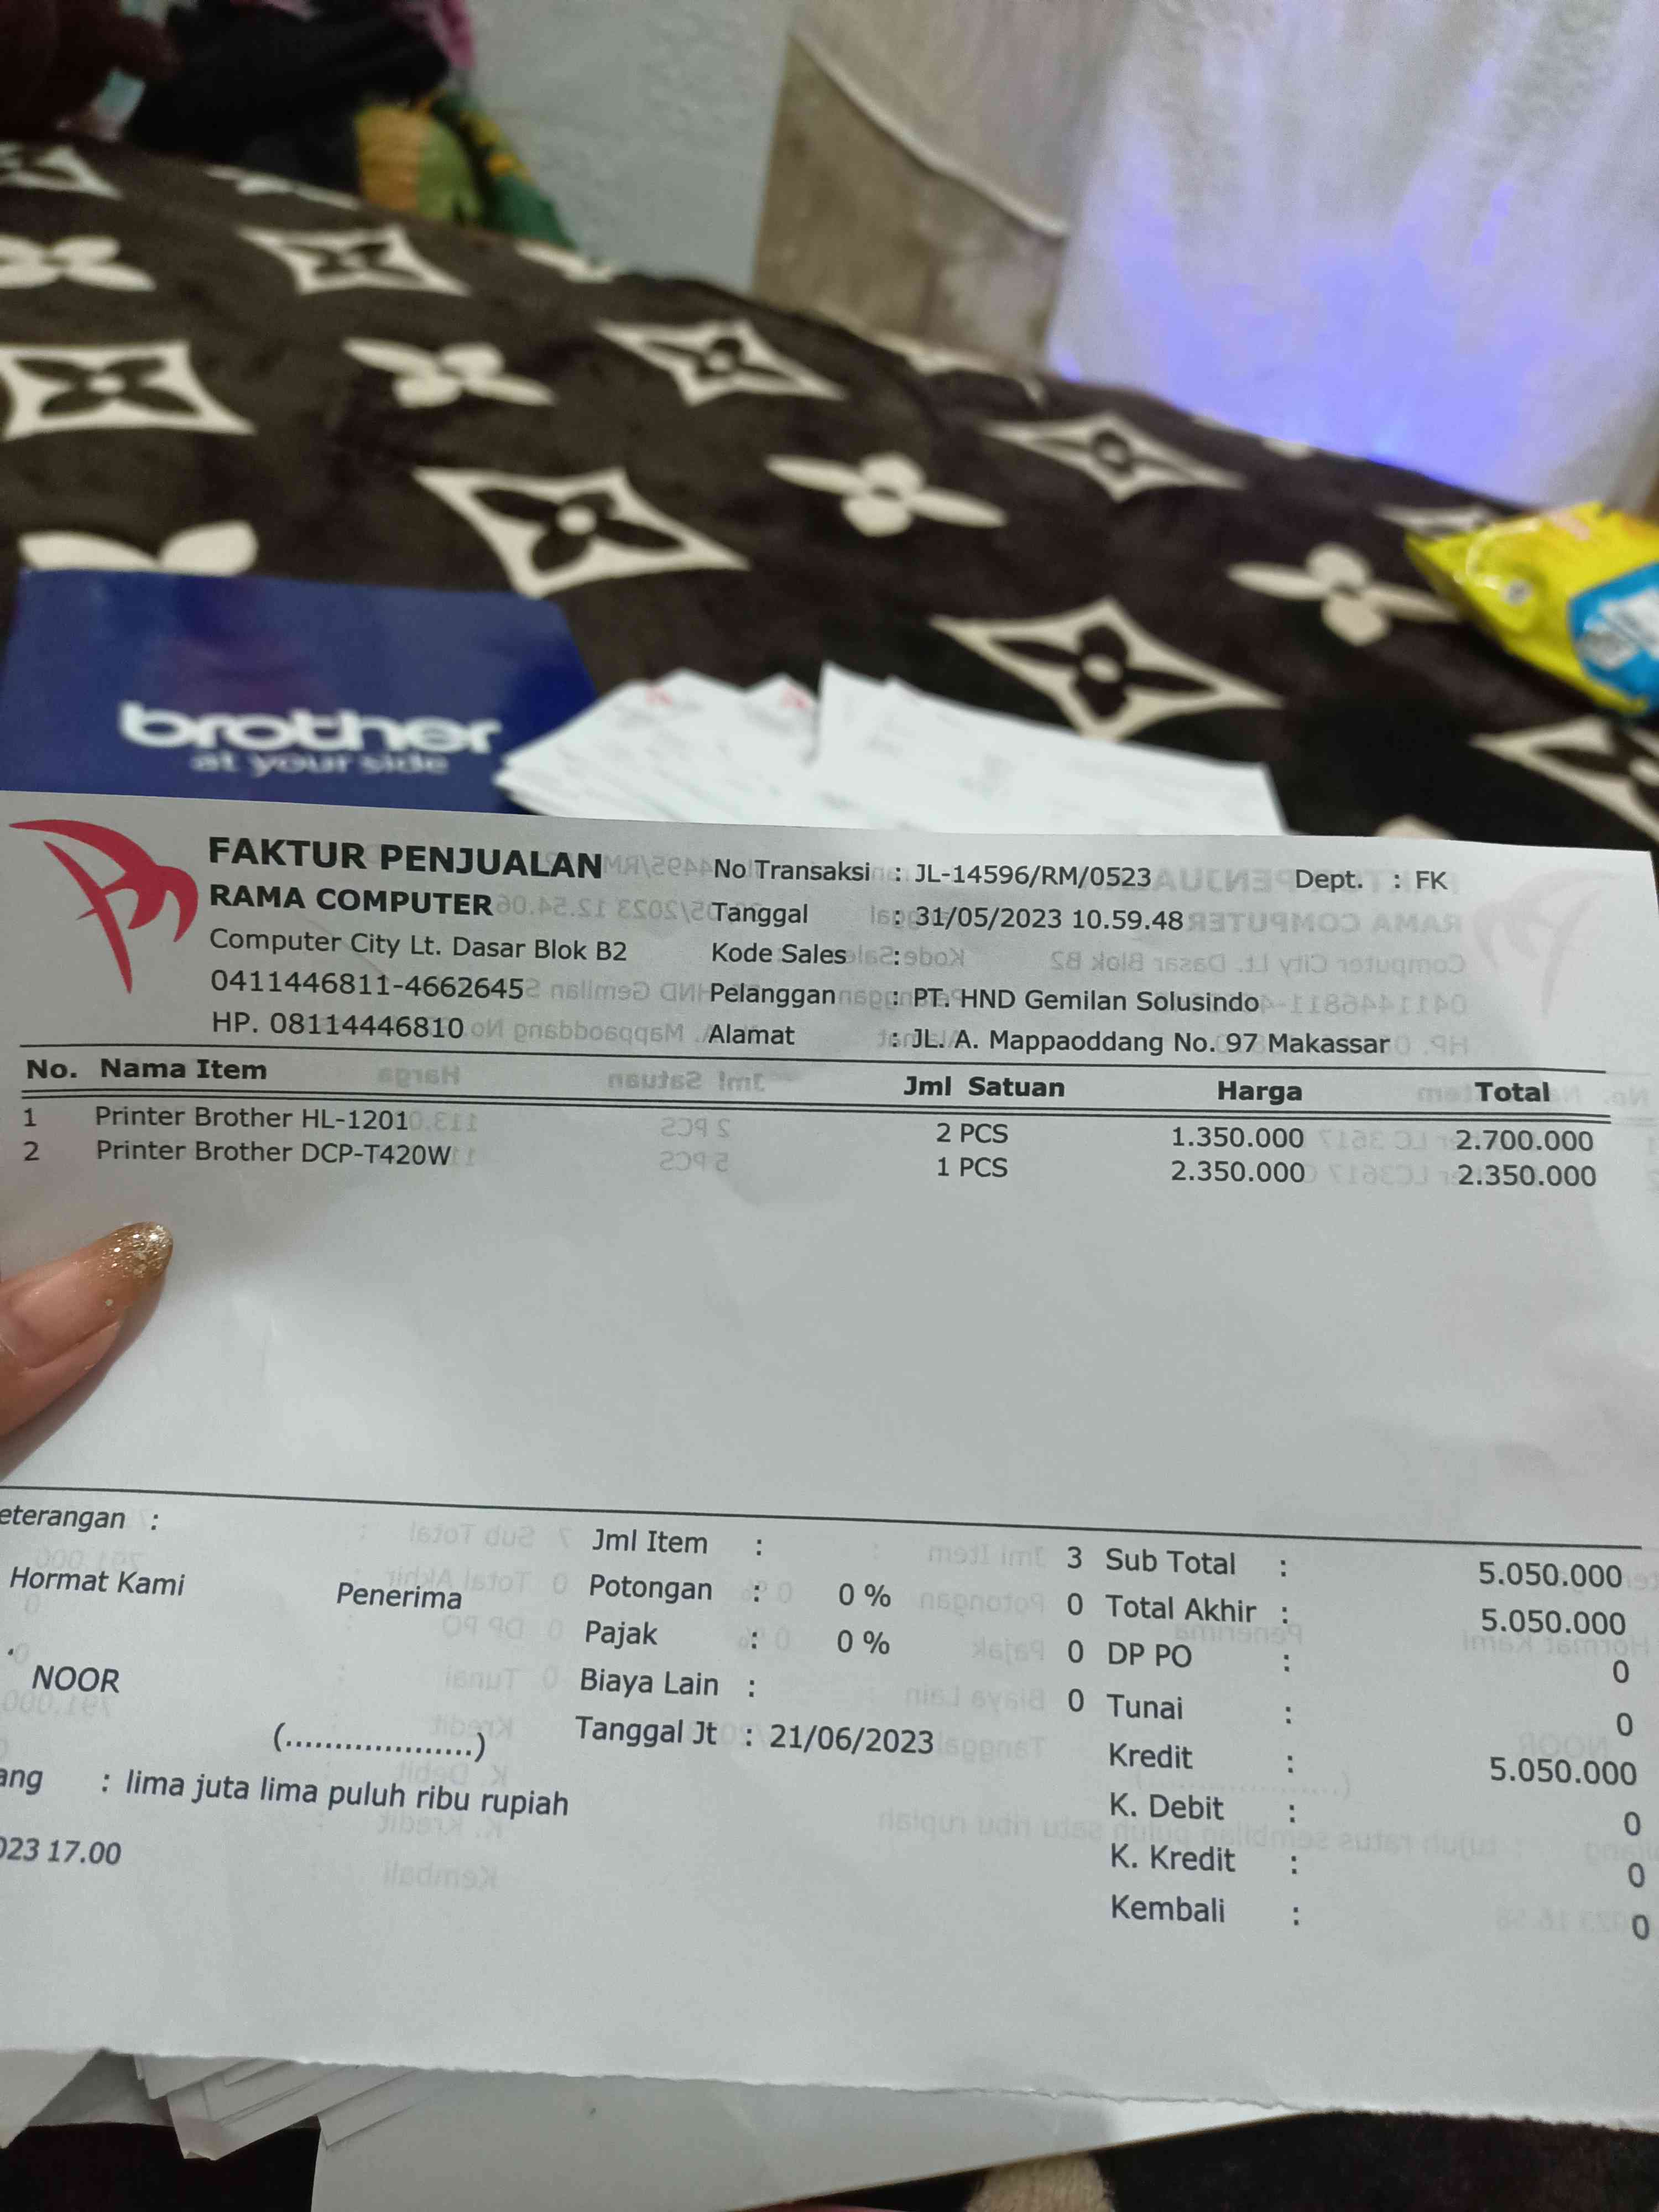 brother
at your side
FAKTUR PENJUALAN
RAMA COMPUTER
Computer City Lt. Dasar Blok B2
0411446811-4662645
HP. 08114446810
No Transaksi : JL-14596/RM/0523 Dept. : FK
Tanggal : 31/05/2023 10.59.48
Kode Sales :
Pelanggan : PT. HND Gemilan Solusindo
Alamat : JL. A. Mappaoddang No. 97 Makassar
No. Nama Item Jml Satuan Harga Total
1 Printer Brother HL-1201 2 PCS 1.350.000 2.700.000
2 Printer Brother DCP-T420W 1 PCS 2.350.000 2.350.000
eterangan :
Hormat Kami
Penerima
NOOR
(...................)
Jml Item : 3
Potongan : 0 % 0
Pajak : 0 % 0
Biaya Lain : 0
Tanggal Jt : 21/06/2023
Sub Total : 5.050.000
Total Akhir : 5.050.000
DP PO : 0
Tunai : 0
Kredit : 5.050.000
K. Debit : 0
K. Kredit : 0
Kembali : 0
ang : lima juta lima puluh ribu rupiah
023 17.00